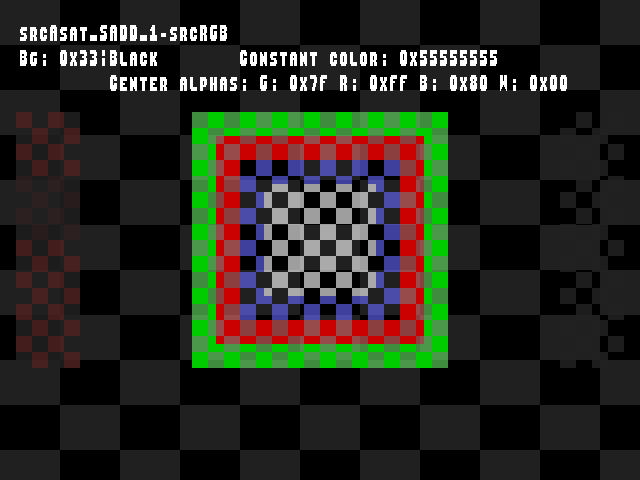 srcAsat_SADD_1-srcRGB
Bg: 0x33¦Black Constant color: 0x55555555
Center alphas: G: 0x7f R: 0xff B: 0x80 W: 0x00